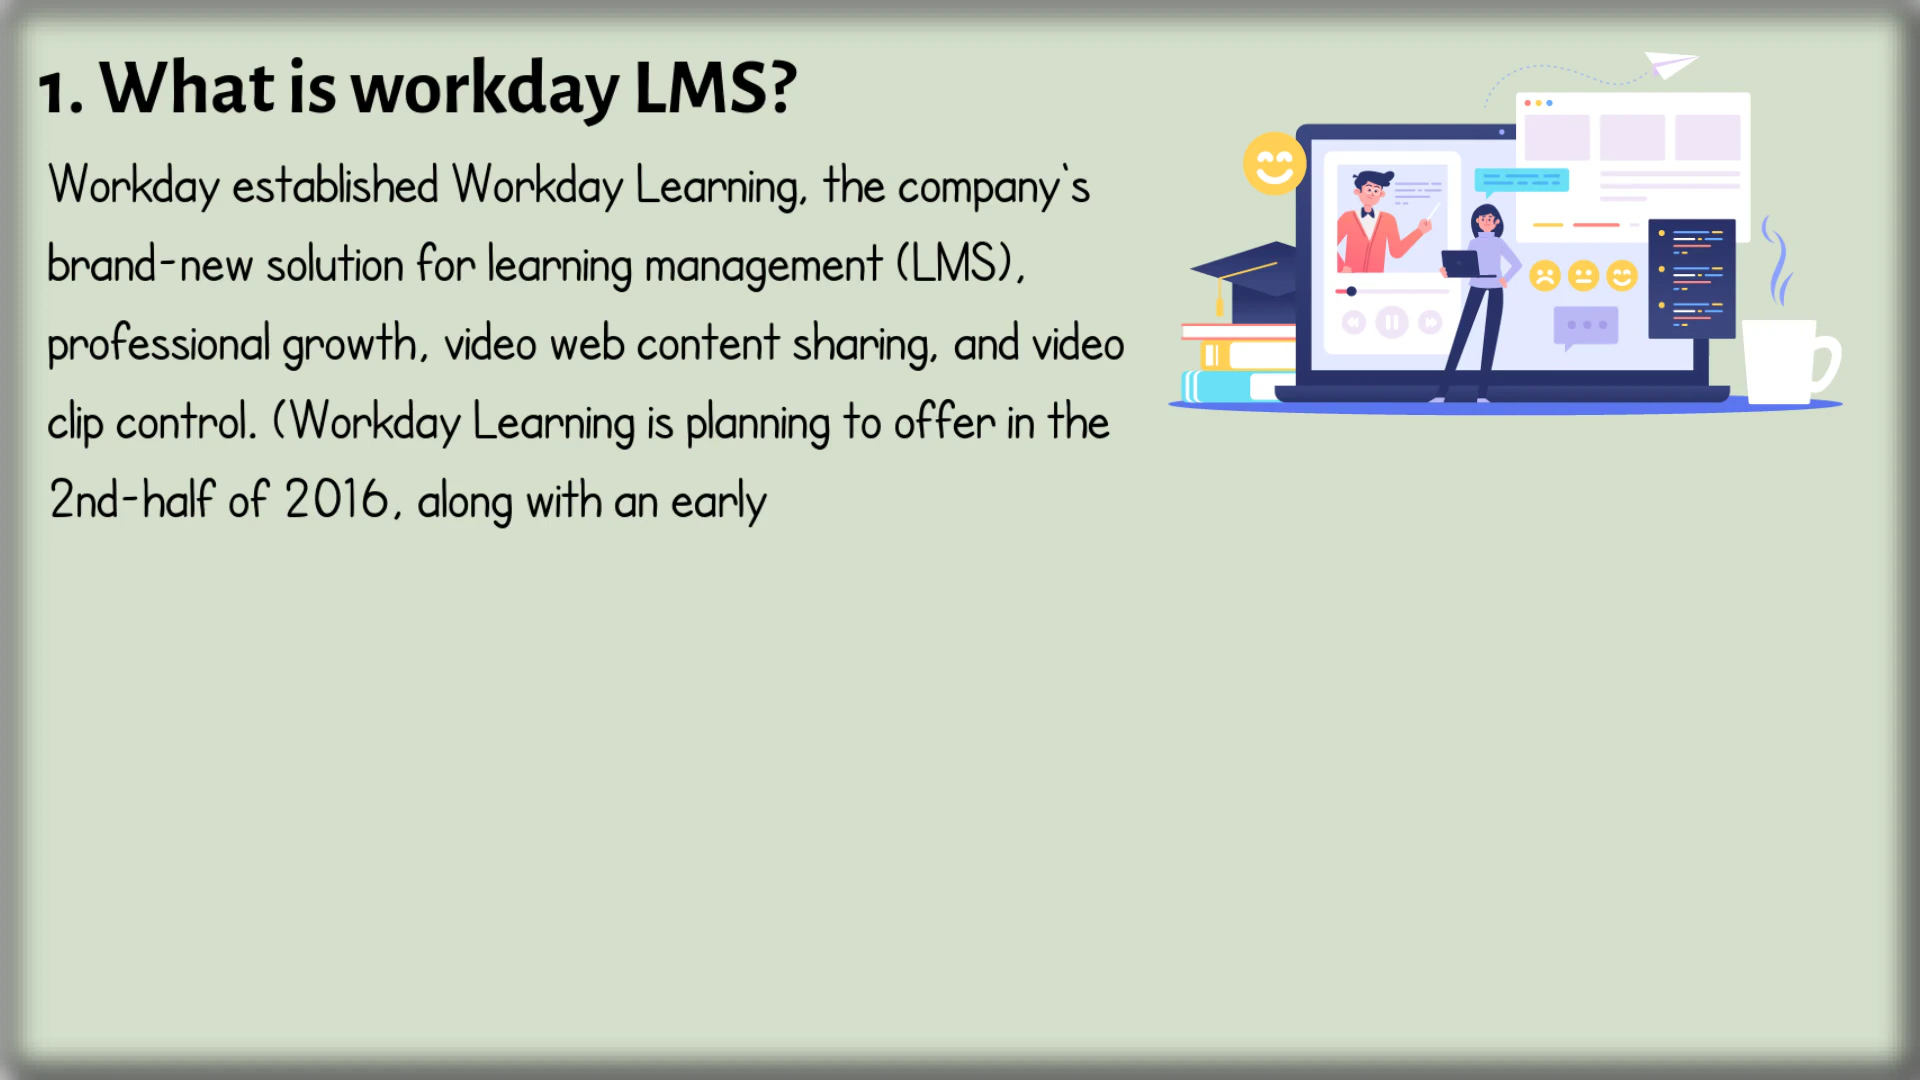 1. What is workday LMS?
Workday established Workday Learning, the company`s
brand-new solution for learning management (LMS),
professional growth, video web content sharing, and video
clip control. (Workday Learning is planning to offer in the
2nd-half of 2016, along with an early